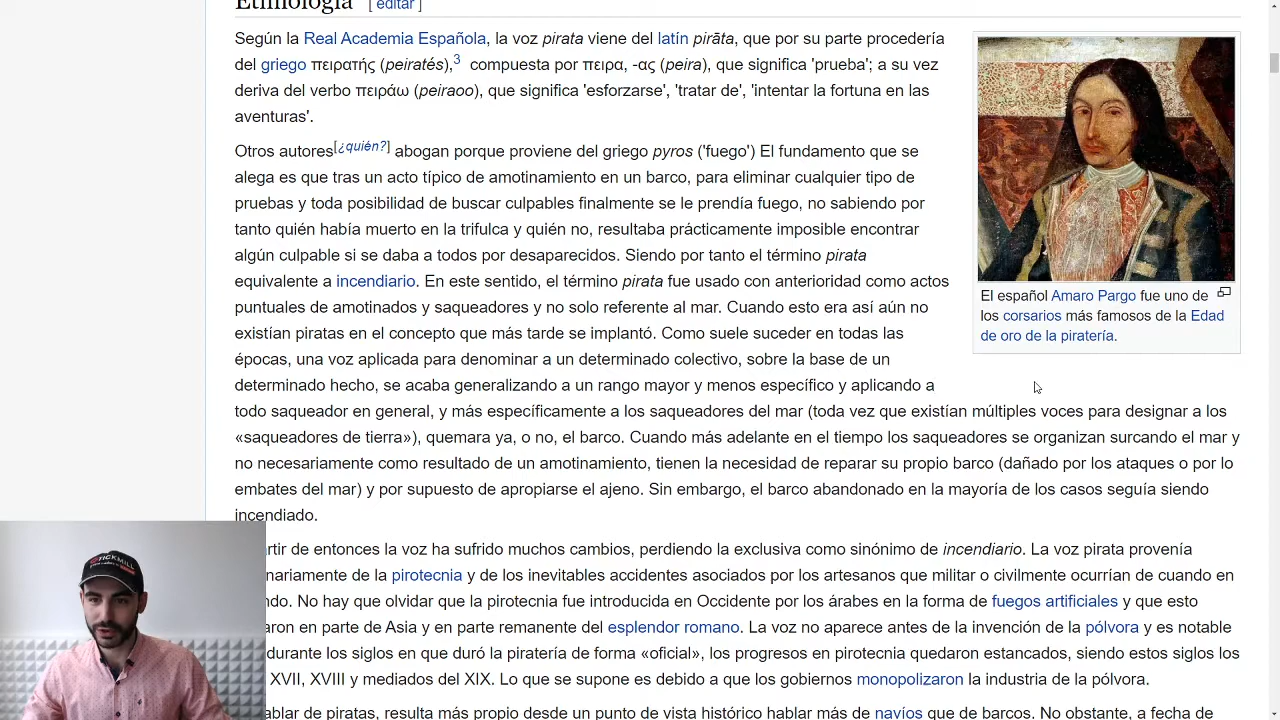 Etimología [ editar ]
Según la Real Academia Española, la voz pirata viene del latín pirāta, que por su parte procedería
del griego πειρατής (peiratés),3 compuesta por πειρα, -ας (peira), que significa 'prueba'; a su vez
deriva del verbo πειράω (peiraoo), que significa 'esforzarse', 'tratar de', 'intentar la fortuna en las
aventuras'.
Otros autores[¿quién?] abogan porque proviene del griego pyros ('fuego') El fundamento que se
alega es que tras un acto típico de amotinamiento en un barco, para eliminar cualquier tipo de
pruebas y toda posibilidad de buscar culpables finalmente se le prendía fuego, no sabiendo por
tanto quién había muerto en la trifulca y quién no, resultaba prácticamente imposible encontrar
algún culpable si se daba a todos por desaparecidos. Siendo por tanto el término pirata
equivalente a incendiario. En este sentido, el término pirata fue usado con anterioridad como actos
puntuales de amotinados y saqueadores y no solo referente al mar. Cuando esto era así aún no
existían piratas en el concepto que más tarde se implantó. Como suele suceder en todas las
épocas, una voz aplicada para denominar a un determinado colectivo, sobre la base de un
determinado hecho, se acaba generalizando a un rango mayor y menos específico y aplicando a
todo saqueador en general, y más específicamente a los saqueadores del mar (toda vez que existían múltiples voces para designar a los
«saqueadores de tierra»), quemara ya, o no, el barco. Cuando más adelante en el tiempo los saqueadores se organizan surcando el mar y
no necesariamente como resultado de un amotinamiento, tienen la necesidad de reparar su propio barco (dañado por los ataques o por lo
embates del mar) y por supuesto de apropiarse el ajeno. Sin embargo, el barco abandonado en la mayoría de los casos seguía siendo
incendiado.
El español Amaro Pargo fue uno de
los corsarios más famosos de la Edad
de oro de la piratería.
rtir de entonces la voz ha sufrido muchos cambios, perdiendo la exclusiva como sinónimo de incendiario. La voz pirata provenía
nariamente de la pirotecnia y de los inevitables accidentes asociados por los artesanos que militar o civilmente ocurrían de cuando en
ndo. No hay que olvidar que la pirotecnia fue introducida en Occidente por los árabes en la forma de fuegos artificiales y que esto
aron en parte de Asia y en parte remanente del esplendor romano. La voz no aparece antes de la invención de la pólvora y es notable
durante los siglos en que duró la piratería de forma «oficial», los progresos en pirotecnia quedaron estancados, siendo estos siglos los
XVII, XVIII y mediados del XIX. Lo que se supone es debido a que los gobiernos monopolizaron la industria de la pólvora.
ablar de piratas, resulta más propio desde un punto de vista histórico hablar más de navíos que de barcos. No obstante, a fecha de
TICKMILL